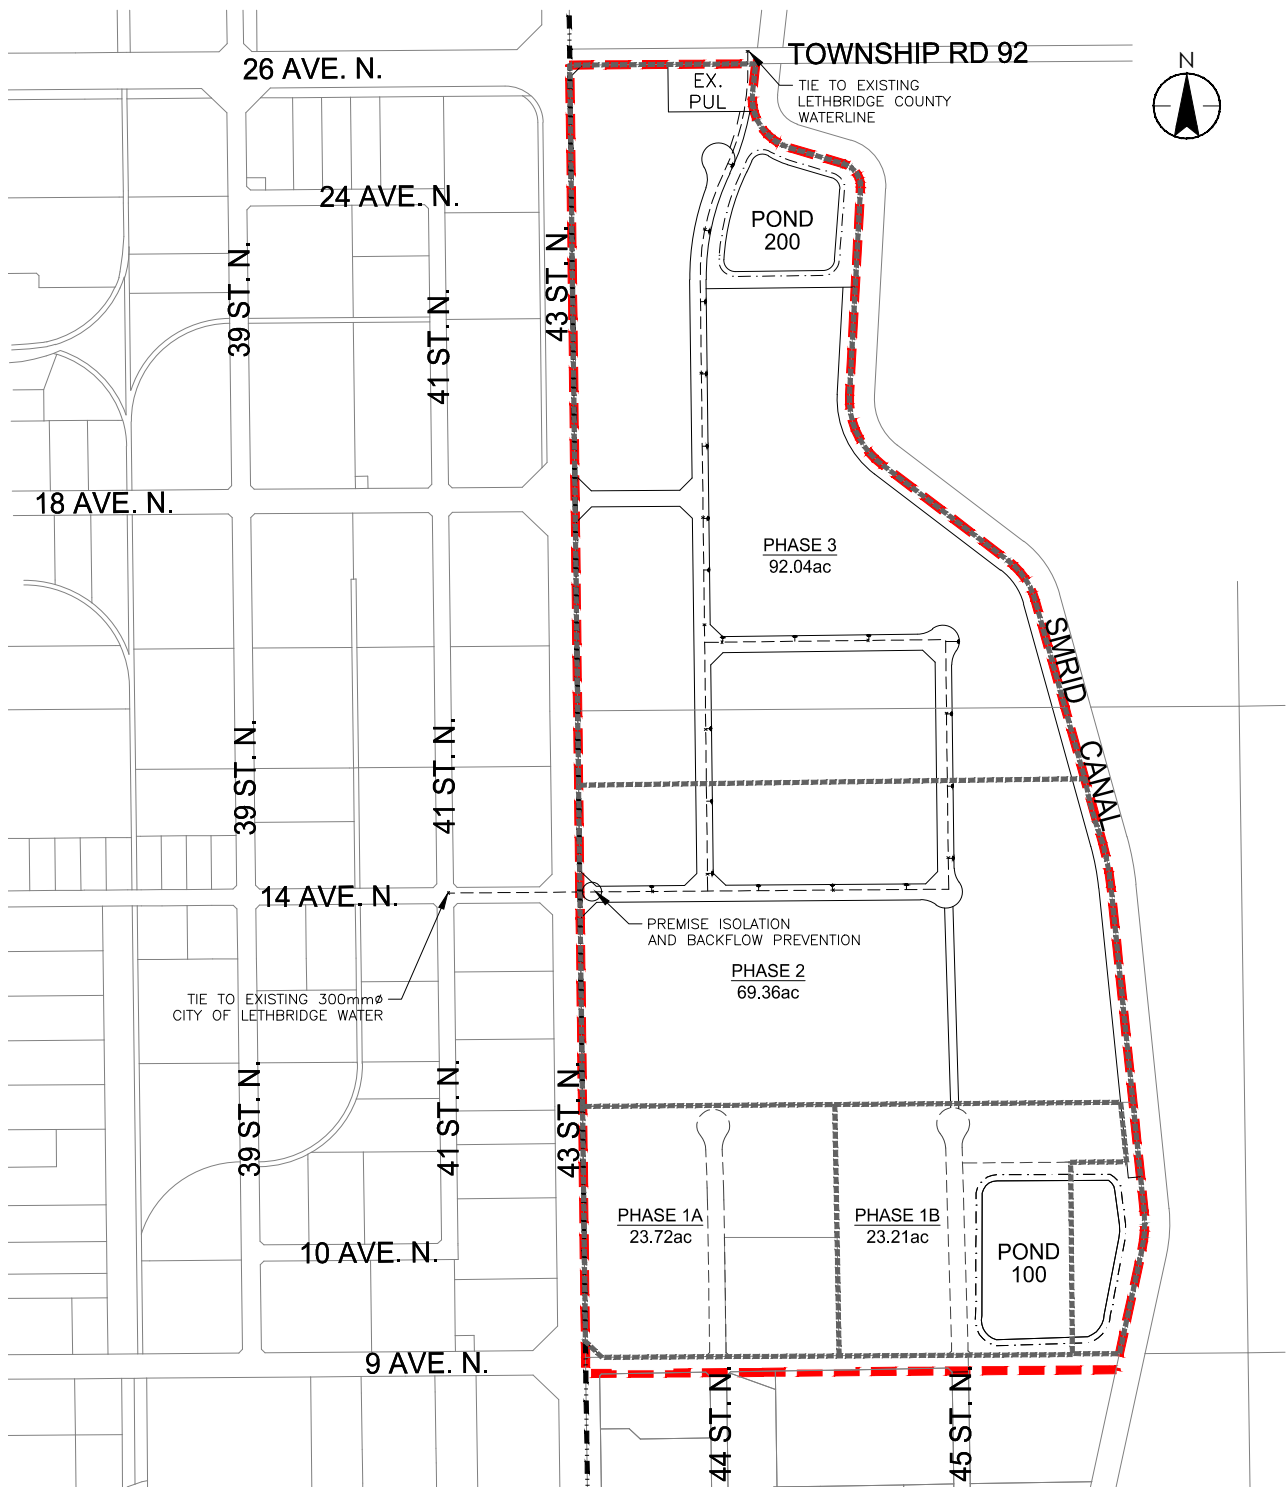 TOWNSHIP RD 92
26 AVE. N.
N
EX.
PUL
TIE TO EXISTING
LETHBRIDGE COUNTY
WATERLINE
24 AVE. N.
POND
200
39 ST. N.
41 ST. N.
43 ST. N.
18 AVE. N.
PHASE 3
92.04ac
SMRID CANAL
39 ST. N.
41 ST. N.
14 AVE. N.
PREMISE ISOLATION
AND BACKFLOW PREVENTION
PHASE 2
69.36ac
TIE TO EXISTING 300mmø
CITY OF LETHBRIDGE WATER
39 ST. N.
41 ST. N.
43 ST. N.
PHASE 1A
23.72ac
PHASE 1B
23.21ac
10 AVE. N.
POND
100
9 AVE. N.
44 ST. N.
45 ST. N.